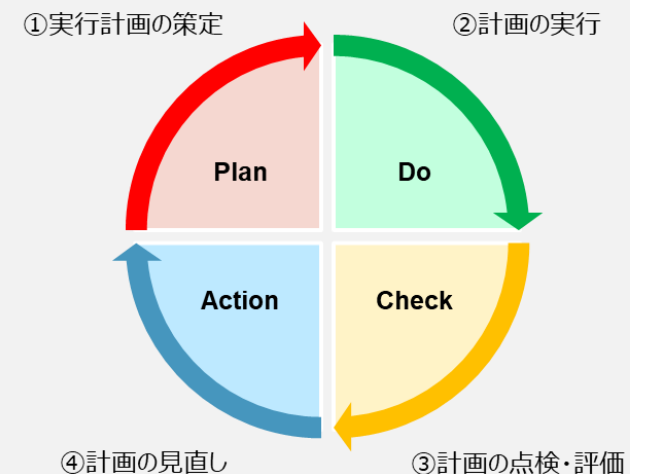 ①実行計画の策定
②計画の実行
Plan
Do
Action
Check
④計画の見直し
③計画の点検・評価